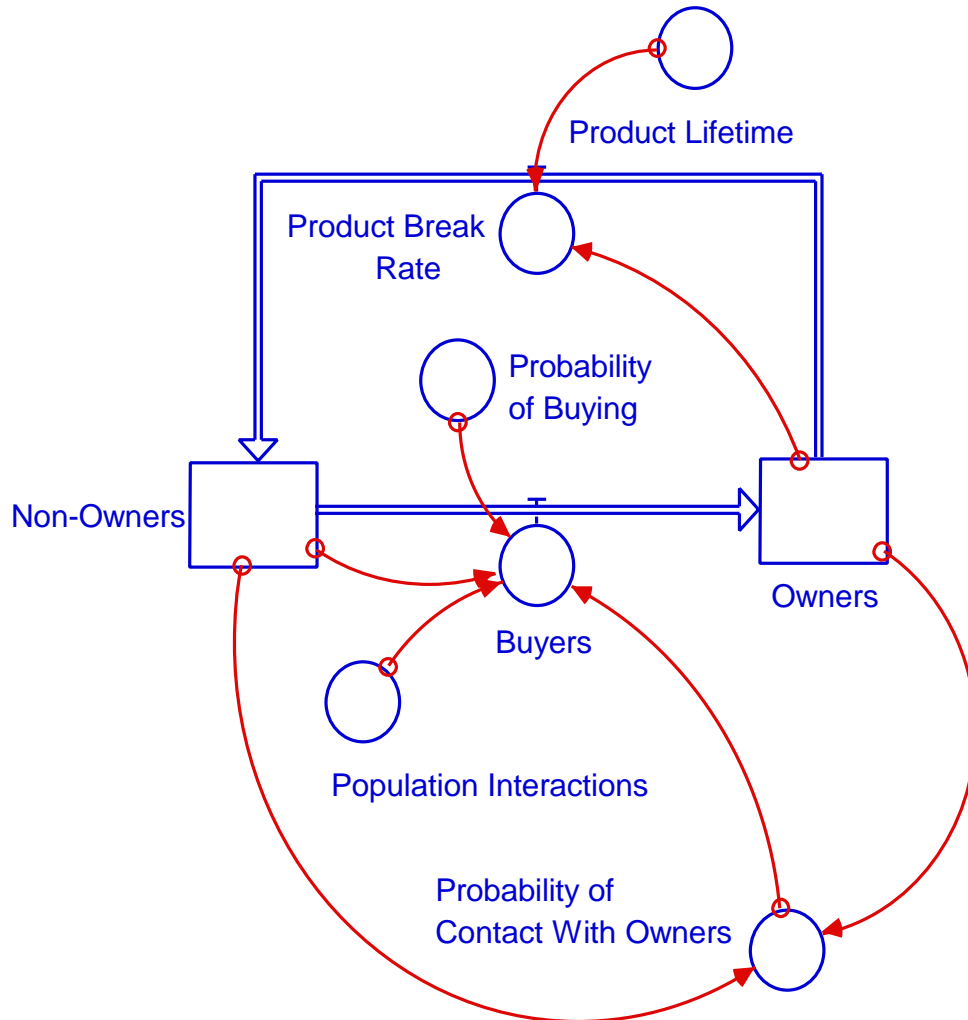 Product Lifetime
Product Break
Rate
Probability
of Buying
Non-Owners
Owners
Buyers
Population Interactions
Probability of
Contact With Owners